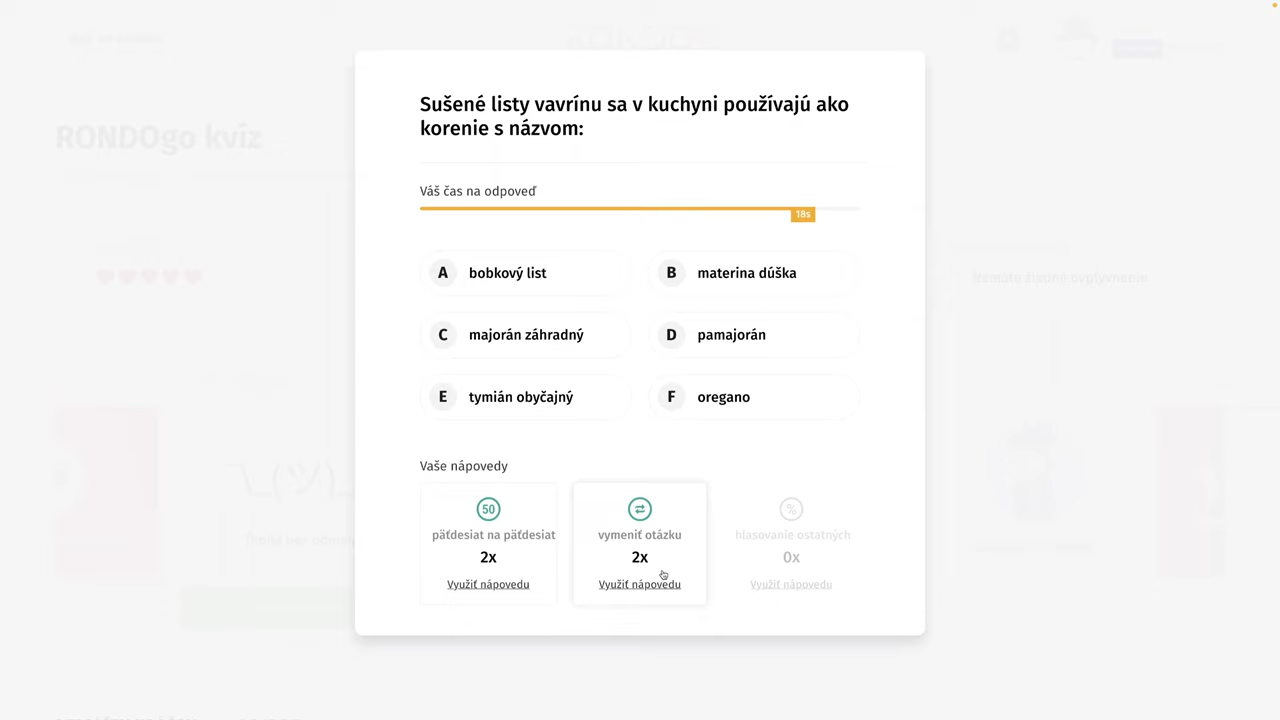 RONDOgo kvíz
Sušené listy vavrínu sa v kuchyni používajú ako
korenie s názvom:
Váš čas na odpoveď
18s
A bobkový list
B materina dúška
C majorán záhradný
D pamajorán
E tymián obyčajný
F oregano
Vaše nápovedy
50
päťdesiat na päťdesiat
2x
Využiť nápovedu
vymeniť otázku
2x
Využiť nápovedu
%
hlasovanie ostatných
0x
Využiť nápovedu